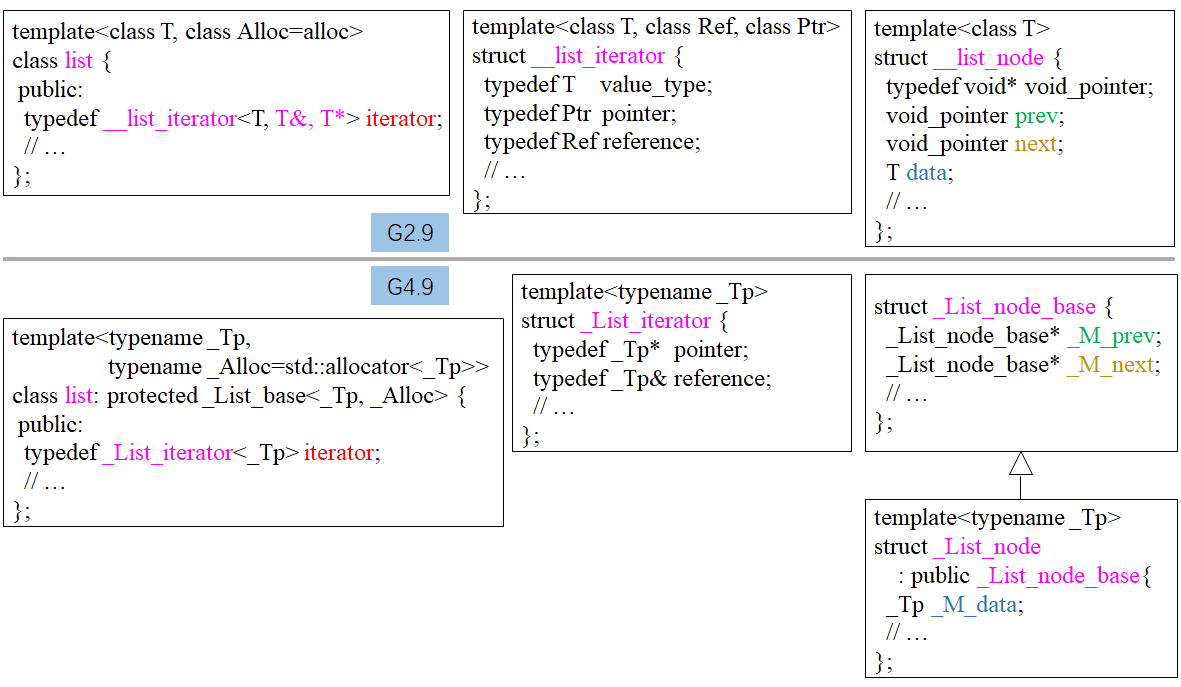 template<class T, class Alloc=alloc>
class list {
public:
typedef __list_iterator<T, T&, T*> iterator;
// …
};
template<class T, class Ref, class Ptr>
struct __list_iterator {
typedef T value_type;
typedef Ptr pointer;
typedef Ref reference;
// …
};
template<class T>
struct __list_node {
typedef void* void_pointer;
void_pointer prev;
void_pointer next;
T data;
// …
};
G2.9
G4.9
template<typename _Tp,
typename _Alloc=std::allocator<_Tp>>
class list: protected _List_base<_Tp, _Alloc> {
public:
typedef _List_iterator<_Tp> iterator;
// …
};
template<typename _Tp>
struct _List_iterator {
typedef _Tp* pointer;
typedef _Tp& reference;
// …
};
struct _List_node_base {
_List_node_base* _M_prev;
_List_node_base* _M_next;
// …
};
template<typename _Tp>
struct _List_node
: public _List_node_base{
_Tp _M_data;
// …
};